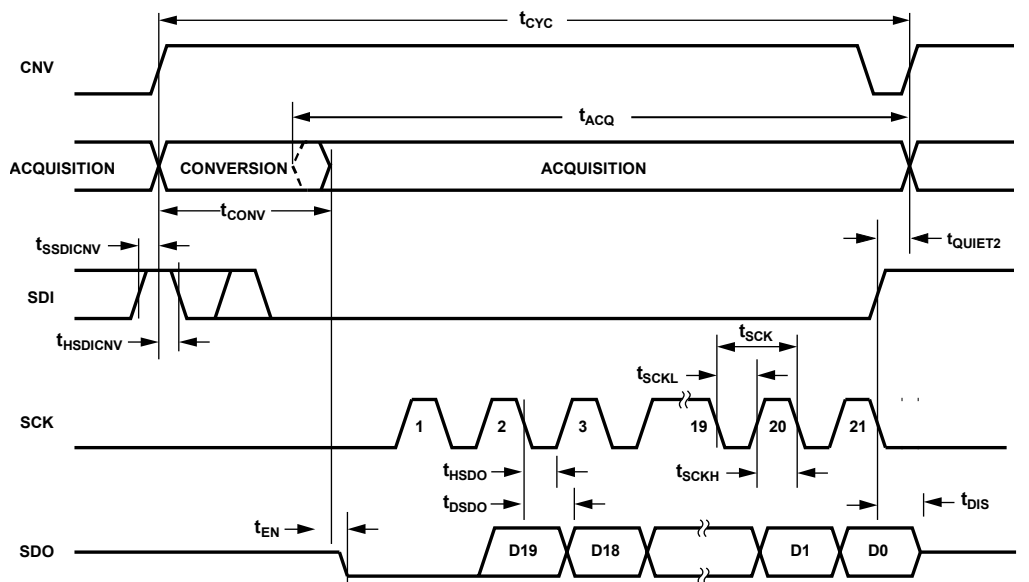 tCYC
CNV
tACQ
ACQUISITION CONVERSION ACQUISITION
tCONV
tSSDICNV
tQUIET2
SDI
tHSDICNV
tSCK
tSCKL
SCK 1 2 3 19 20 21
tHSDO
tSCKH
tDSDO
tDIS
tEN
SDO D19 D18 D1 D0